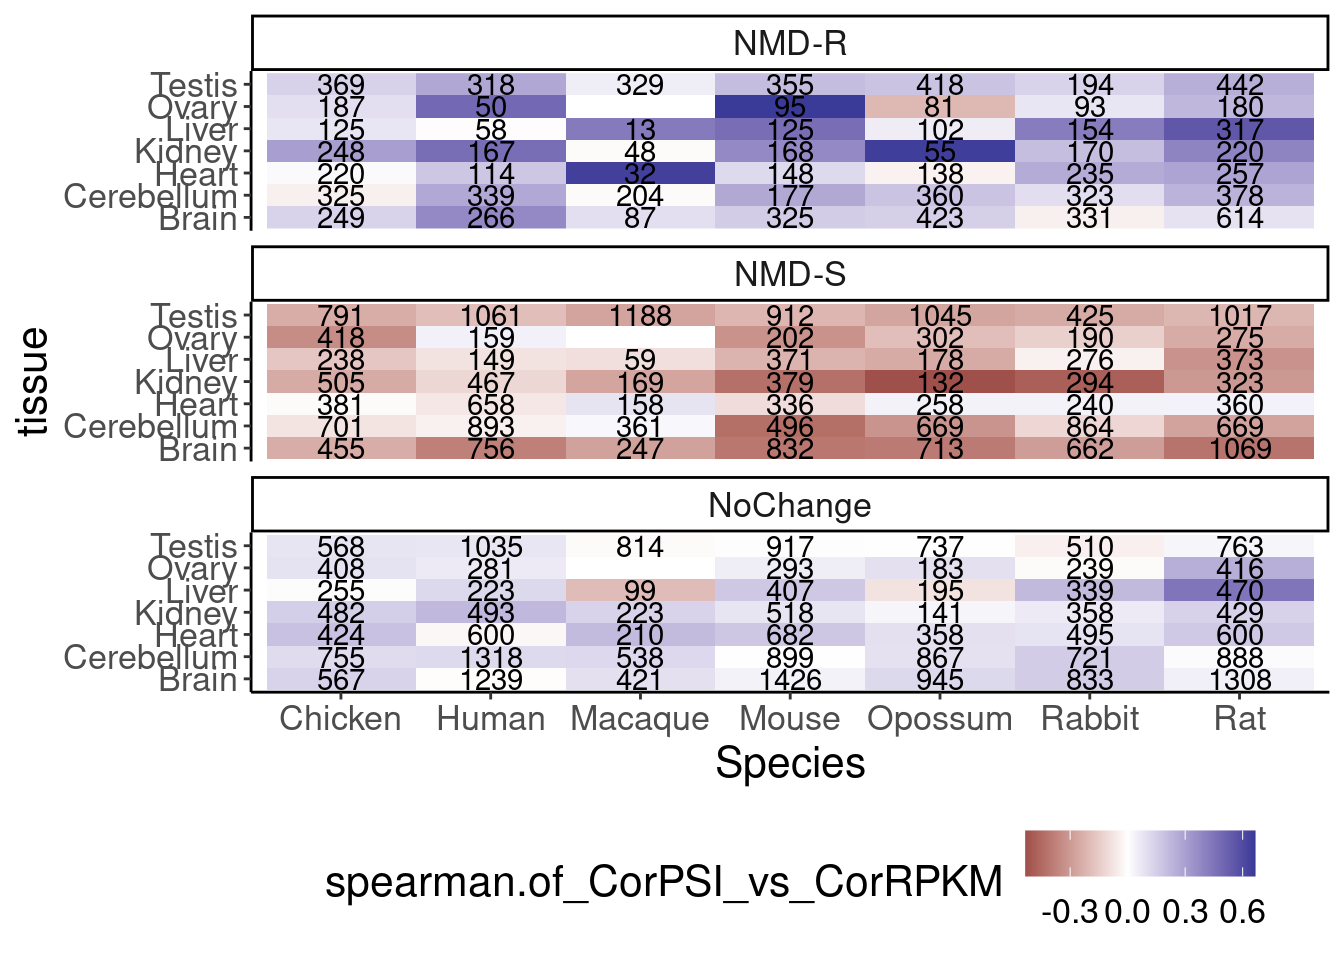 NMD-R
Testis 369 318 329 355 418 194 442
Ovary 187 50 95 81 93 180
Liver 125 58 13 125 102 154 317
Kidney 248 167 48 168 55 170 220
Heart 220 114 32 148 138 235 257
Cerebellum 325 339 204 177 360 323 378
Brain 249 266 87 325 423 331 614
NMD-S
Testis 791 1061 1188 912 1045 425 1017
Ovary 418 159 202 302 190 275
Liver 238 149 59 371 178 276 373
Kidney 505 467 169 379 132 294 323
Heart 381 658 158 336 258 240 360
Cerebellum 701 893 361 496 669 864 669
Brain 455 756 247 832 713 662 1069
tissue
NoChange
Testis 568 1035 814 917 737 510 763
Ovary 408 281 293 183 239 416
Liver 255 223 99 407 195 339 470
Kidney 482 493 223 518 141 358 429
Heart 424 600 210 682 358 495 600
Cerebellum 755 1318 538 899 867 721 888
Brain 567 1239 421 1426 945 833 1308
Chicken Human Macaque Mouse Opossum Rabbit Rat
Species
spearman.of_CorPSI_vs_CorRPKM
-0.3 0.0 0.3 0.6